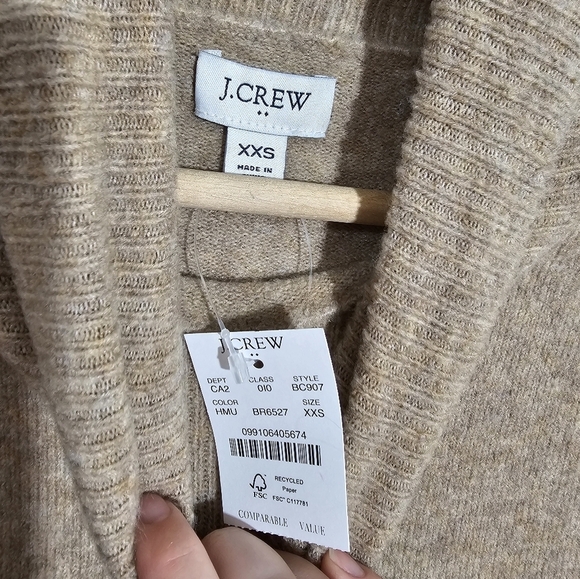 J.CREW
XXS
MADE IN
J.CREW
DEPT CLASS STYLE
CA2 010 BC907
COLOR SIZE
HMU BR6527 XXS
099106405674
RECYCLED
Paper
FSC FSC® C117781
COMPARABLE VALUE